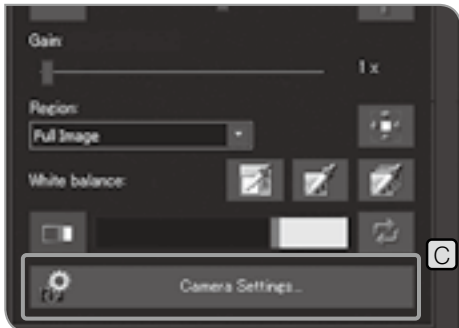 Gain:
1x
Region:
Full Image
White balance:
C
Camera Settings...